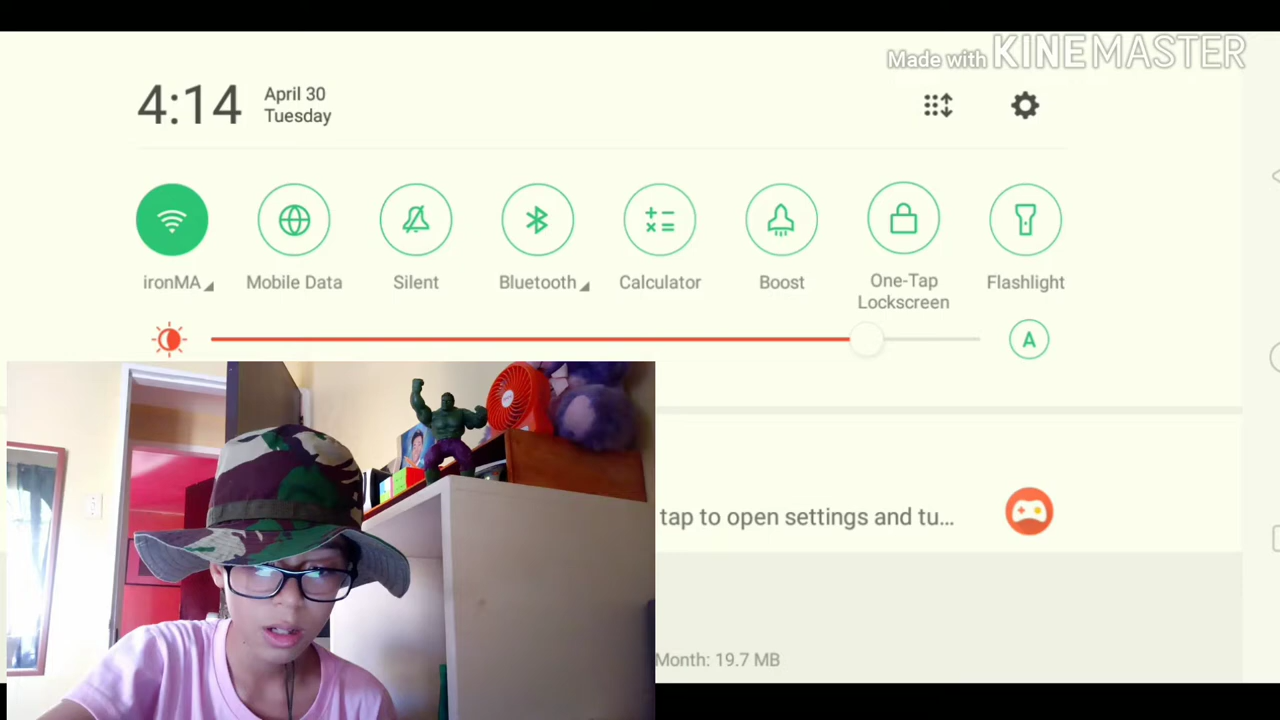 Made with KINEMASTER
4:14
April 30
Tuesday
ironMA
Mobile Data
Silent
Bluetooth
Calculator
Boost
One-Tap
Lockscreen
Flashlight
A
tap to open settings and tu...
Month: 19.7 MB